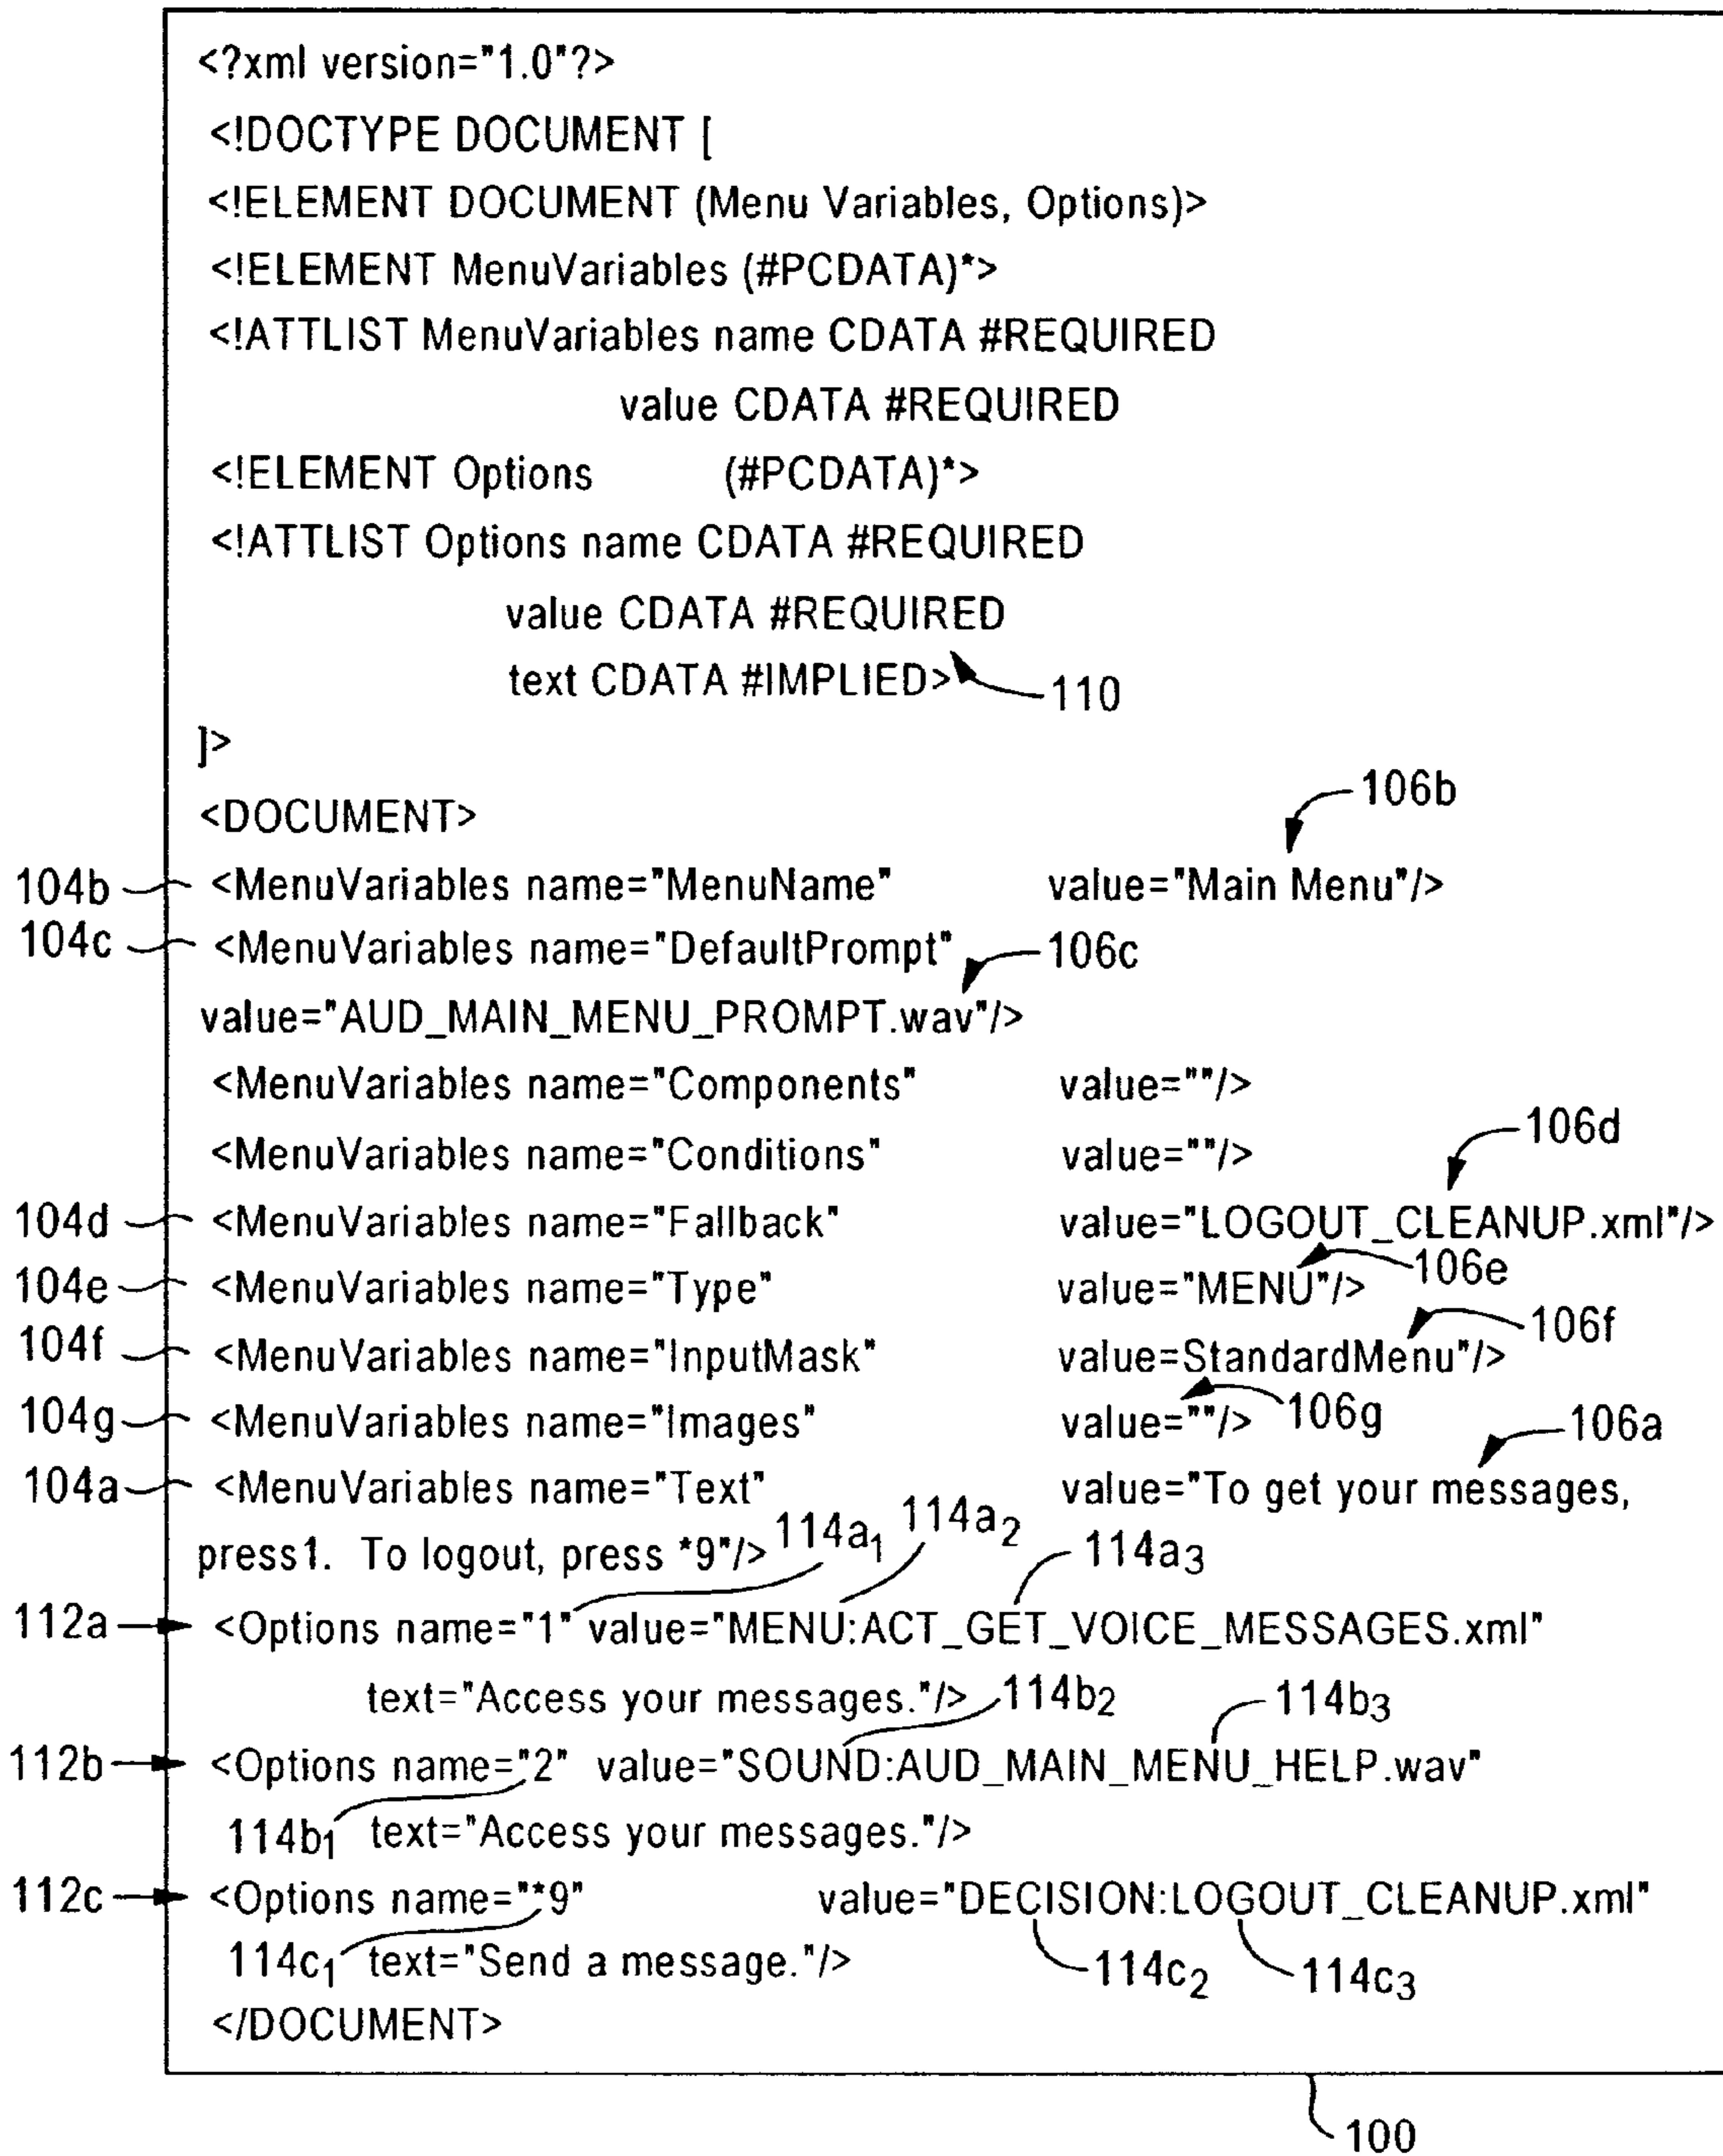 <?xml version="1.0"?>
<!DOCTYPE DOCUMENT [
<!ELEMENT DOCUMENT (Menu Variables, Options)>
<!ELEMENT MenuVariables (#PCDATA)*>
<!ATTLIST MenuVariables name CDATA #REQUIRED
value CDATA #REQUIRED
<!ELEMENT Options (#PCDATA)*>
<!ATTLIST Options name CDATA #REQUIRED
value CDATA #REQUIRED
text CDATA #IMPLIED> 110
]>
<DOCUMENT> 106b
104b <MenuVariables name="MenuName" value="Main Menu"/>
104c <MenuVariables name="DefaultPrompt" 106c
value="AUD_MAIN_MENU_PROMPT.wav"/>
<MenuVariables name="Components" value=""/>
<MenuVariables name="Conditions" value=""/> 106d
104d <MenuVariables name="Fallback" value="LOGOUT_CLEANUP.xml"/>
104e <MenuVariables name="Type" value="MENU"/> 106e
104f <MenuVariables name="InputMask" value=StandardMenu"/> 106f
104g <MenuVariables name="Images" value=""/> 106g 106a
104a <MenuVariables name="Text" value="To get your messages,
press1. To logout, press *9"/> 114a1 114a2 114a3
112a <Options name="1" value="MENU:ACT_GET_VOICE_MESSAGES.xml"
text="Access your messages."/> 114b2 114b3
112b <Options name="2" value="SOUND:AUD_MAIN_MENU_HELP.wav"
114b1 text="Access your messages."/>
112c <Options name="*9" value="DECISION:LOGOUT_CLEANUP.xml"
114c1 text="Send a message."/> 114c2 114c3
</DOCUMENT>
100